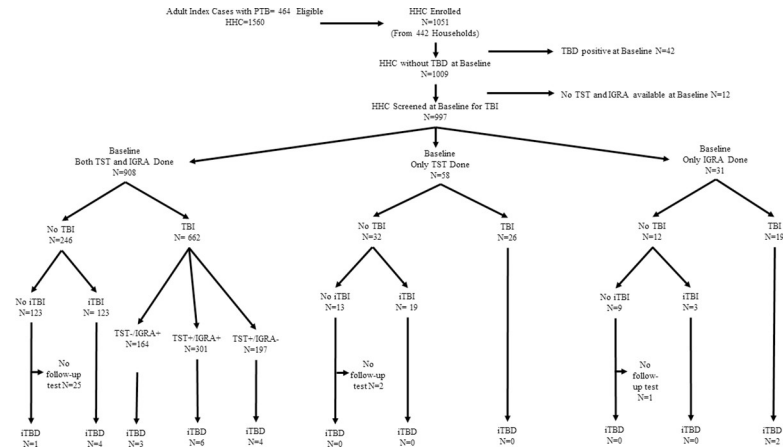 Adult Index Cases with PTB= 464 Eligible
HHC=1560
HHC Enrolled
N=1051
(From 442 Households)
TBD positive at Baseline N=42
HHC without TBD at Baseline
N=1009
No TST and IGRA available at Baseline N=12
HHC Screened at Baseline for TBI
N=997
Baseline
Both TST and IGRA Done
N=908
Baseline
Only TST Done
N=58
Baseline
Only IGRA Done
N=31
No TBI
N=246
TBI
N= 662
No TBI
N=32
TBI
N=26
No TBI
N=12
TBI
N=19
No iTBI
N=123
iTBI
N= 123
TST-/IGRA+
N=164
TST+/IGRA+
N=301
TST+/IGRA-
N=197
No iTBI
N=13
iTBI
N= 19
No iTBI
N=9
iTBI
N=3
No
follow-up
test N=25
No
follow-up
test N=2
No
follow-
up test
N=1
iTBD
N=1
iTBD
N=4
iTBD
N=3
iTBD
N=6
iTBD
N=4
iTBD
N=0
iTBD
N=0
iTBD
N=0
iTBD
N=0
iTBD
N=0
iTBD
N=2